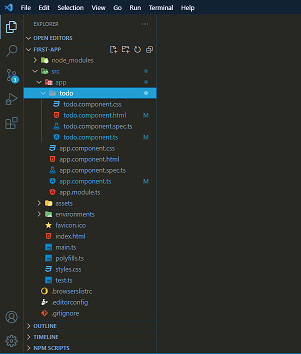 File Edit Selection View Go Run Terminal Help
EXPLORER
OPEN EDITORS
FIRST-APP
node_modules
src
app
todo
todo.component.css
todo.component.html M
todo.component.spec.ts
todo.component.ts M
app.component.css
app.component.html
app.component.spec.ts
app.component.ts M
app.module.ts
assets
environments
favicon.ico
index.html
main.ts
polyfills.ts
styles.css
test.ts
.browserslistrc
.editorconfig
.gitignore
OUTLINE
TIMELINE
NPM SCRIPTS